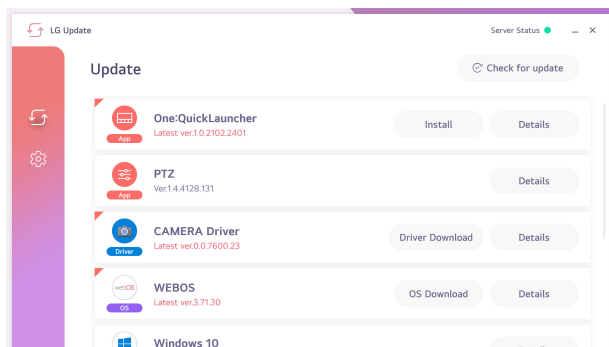 LG Update
Server Status
Update
Check for update
One:QuickLauncher
Latest ver.1.0.2102.2401
App
Install
Details
PTZ
Ver.1.4.4128.131
App
Details
CAMERA Driver
Latest ver.0.0.7600.23
Driver
Driver Download
Details
webOS
WEBOS
Latest ver.3.71.30
OS
OS Download
Details
Windows 10